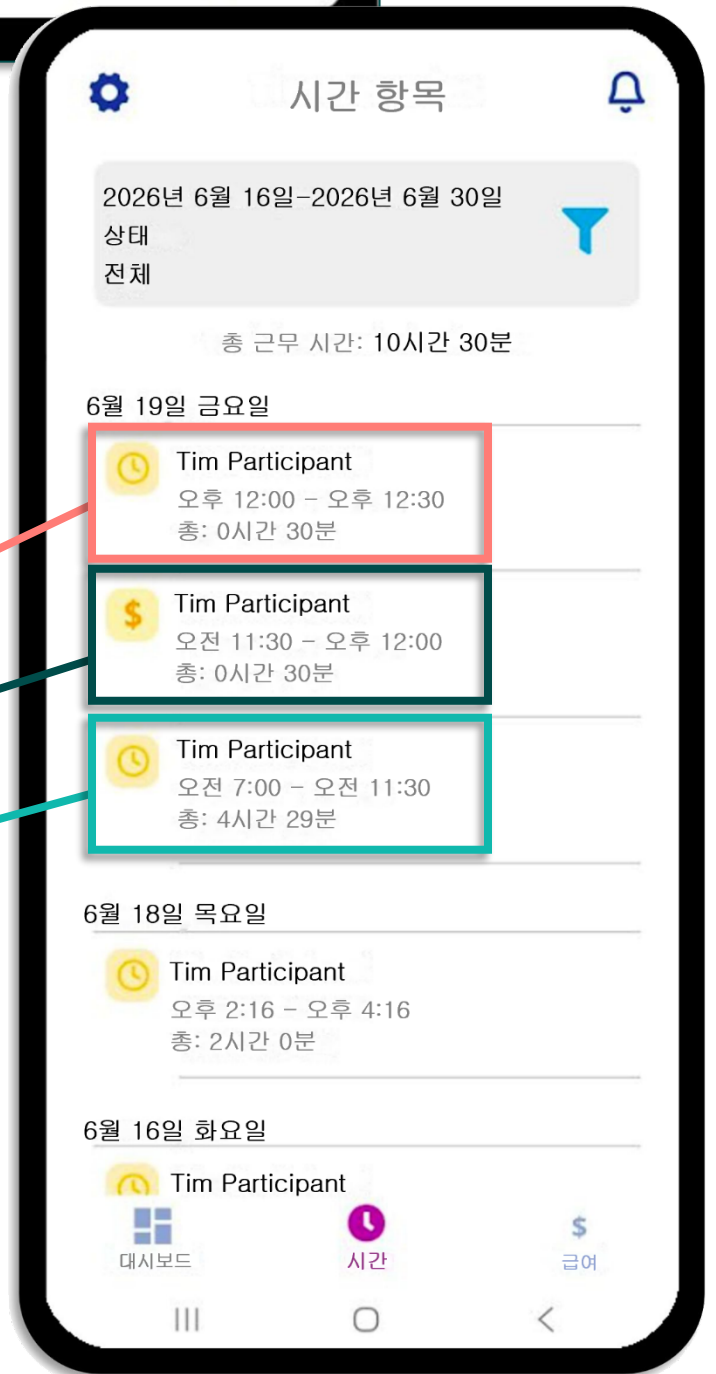 시간 항목
2026년 6월 16일-2026년 6월 30일
상태
전체
총 근무 시간: 10시간 30분
6월 19일 금요일
Tim Participant
오후 12:00 - 오후 12:30
총: 0시간 30분
$
Tim Participant
오전 11:30 - 오후 12:00
총: 0시간 30분
Tim Participant
오전 7:00 - 오전 11:30
총: 4시간 29분
6월 18일 목요일
Tim Participant
오후 2:16 - 오후 4:16
총: 2시간 0분
6월 16일 화요일
Tim Participant
$
대시보드 시간 급여